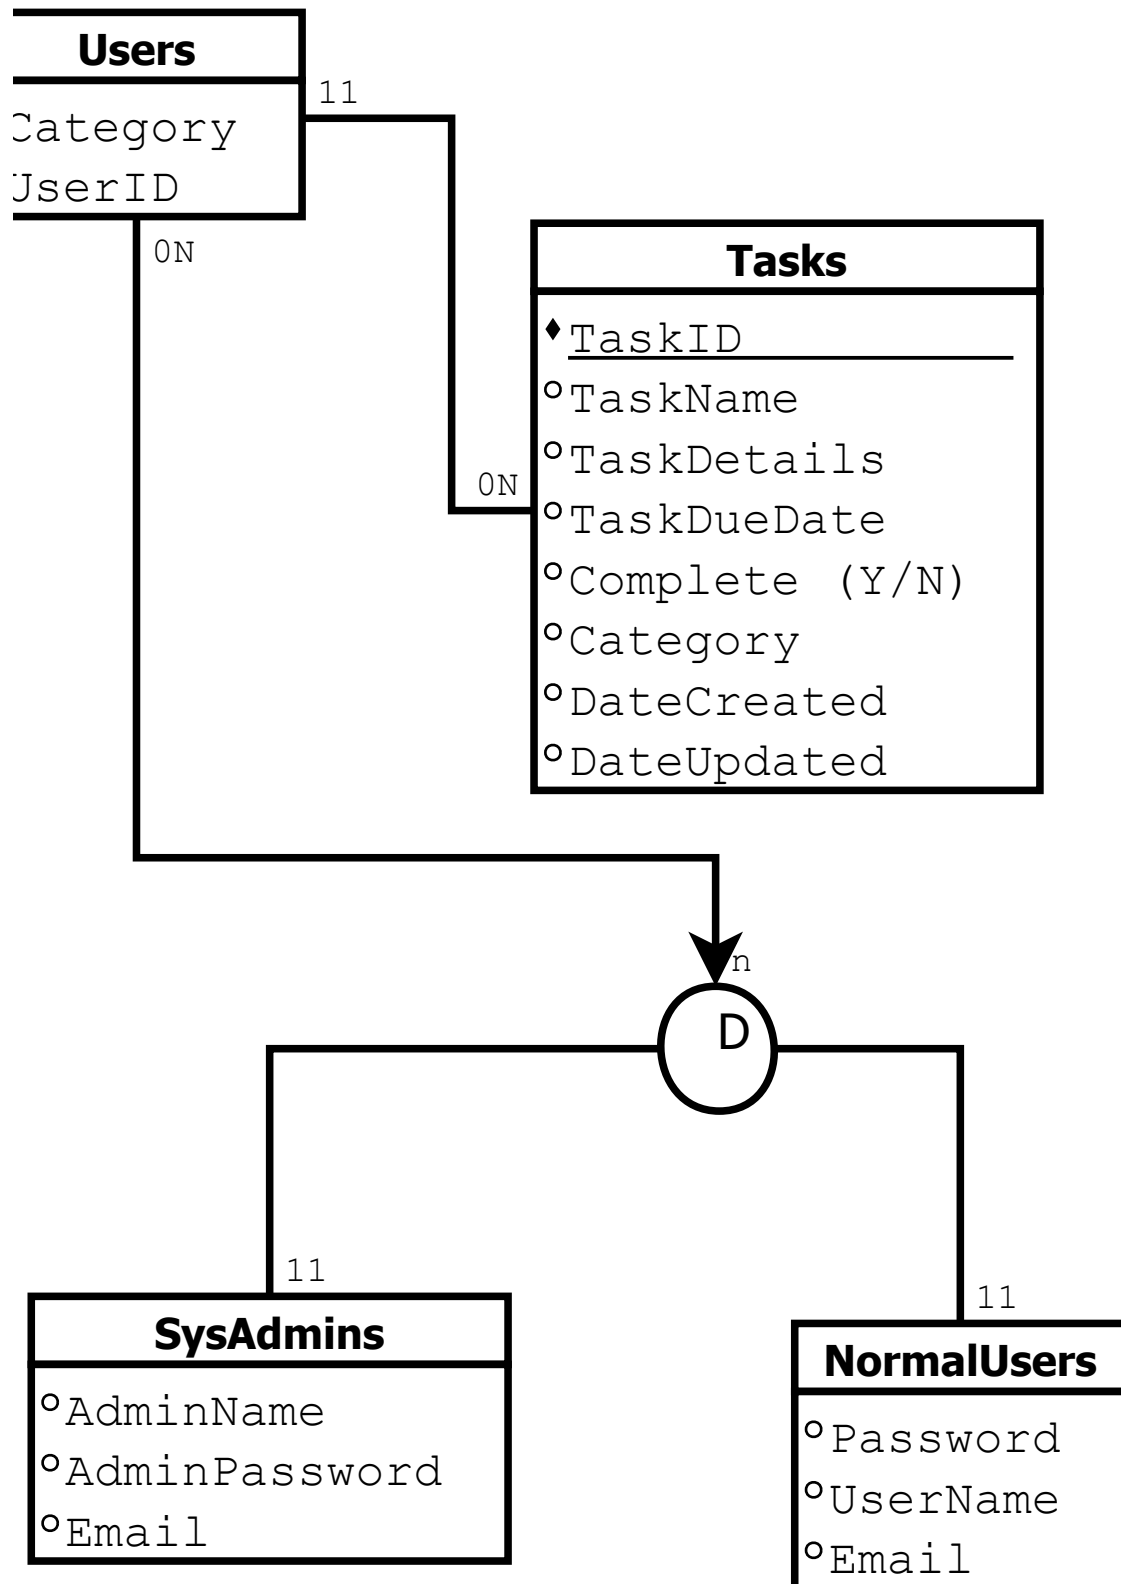 Users
11
Category
UserID
0N
Tasks
TaskID
TaskName
TaskDetails
0N
TaskDueDate
Complete (Y/N)
Category
DateCreated
DateUpdated
n
D
11
11
SysAdmins
NormalUsers
AdminName
Password
AdminPassword
UserName
Email
Email